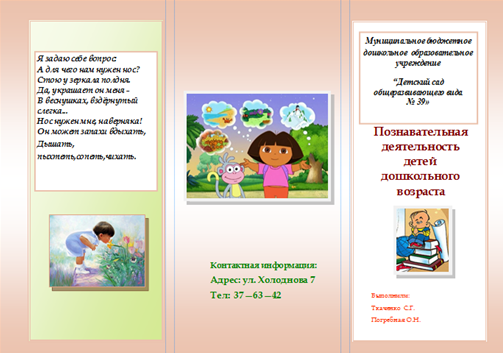 Я задаю себе вопрос:
А для чего нам нужен нос?
Стою у зеркала полдня.
Да, украшает он меня -
В веснушках, вздёрнутый
слегка...
Нос нужен мне, наверняка!
Он может запахи вдыхать,
Дышать,
пыхтеть,сопеть,чихать.
Контактная информация:
Адрес: ул. Холоднова 7
Тел: 37—63—42
Муниципальное бюджетное
дошкольное образовательное
учреждение
“Детский сад
общеразвивающего вида
№ 39»
Познавательная
деятельность
детей
дошкольного
возраста
Выполнили:
Ткаченко С.Г.
Погребная О.Н.